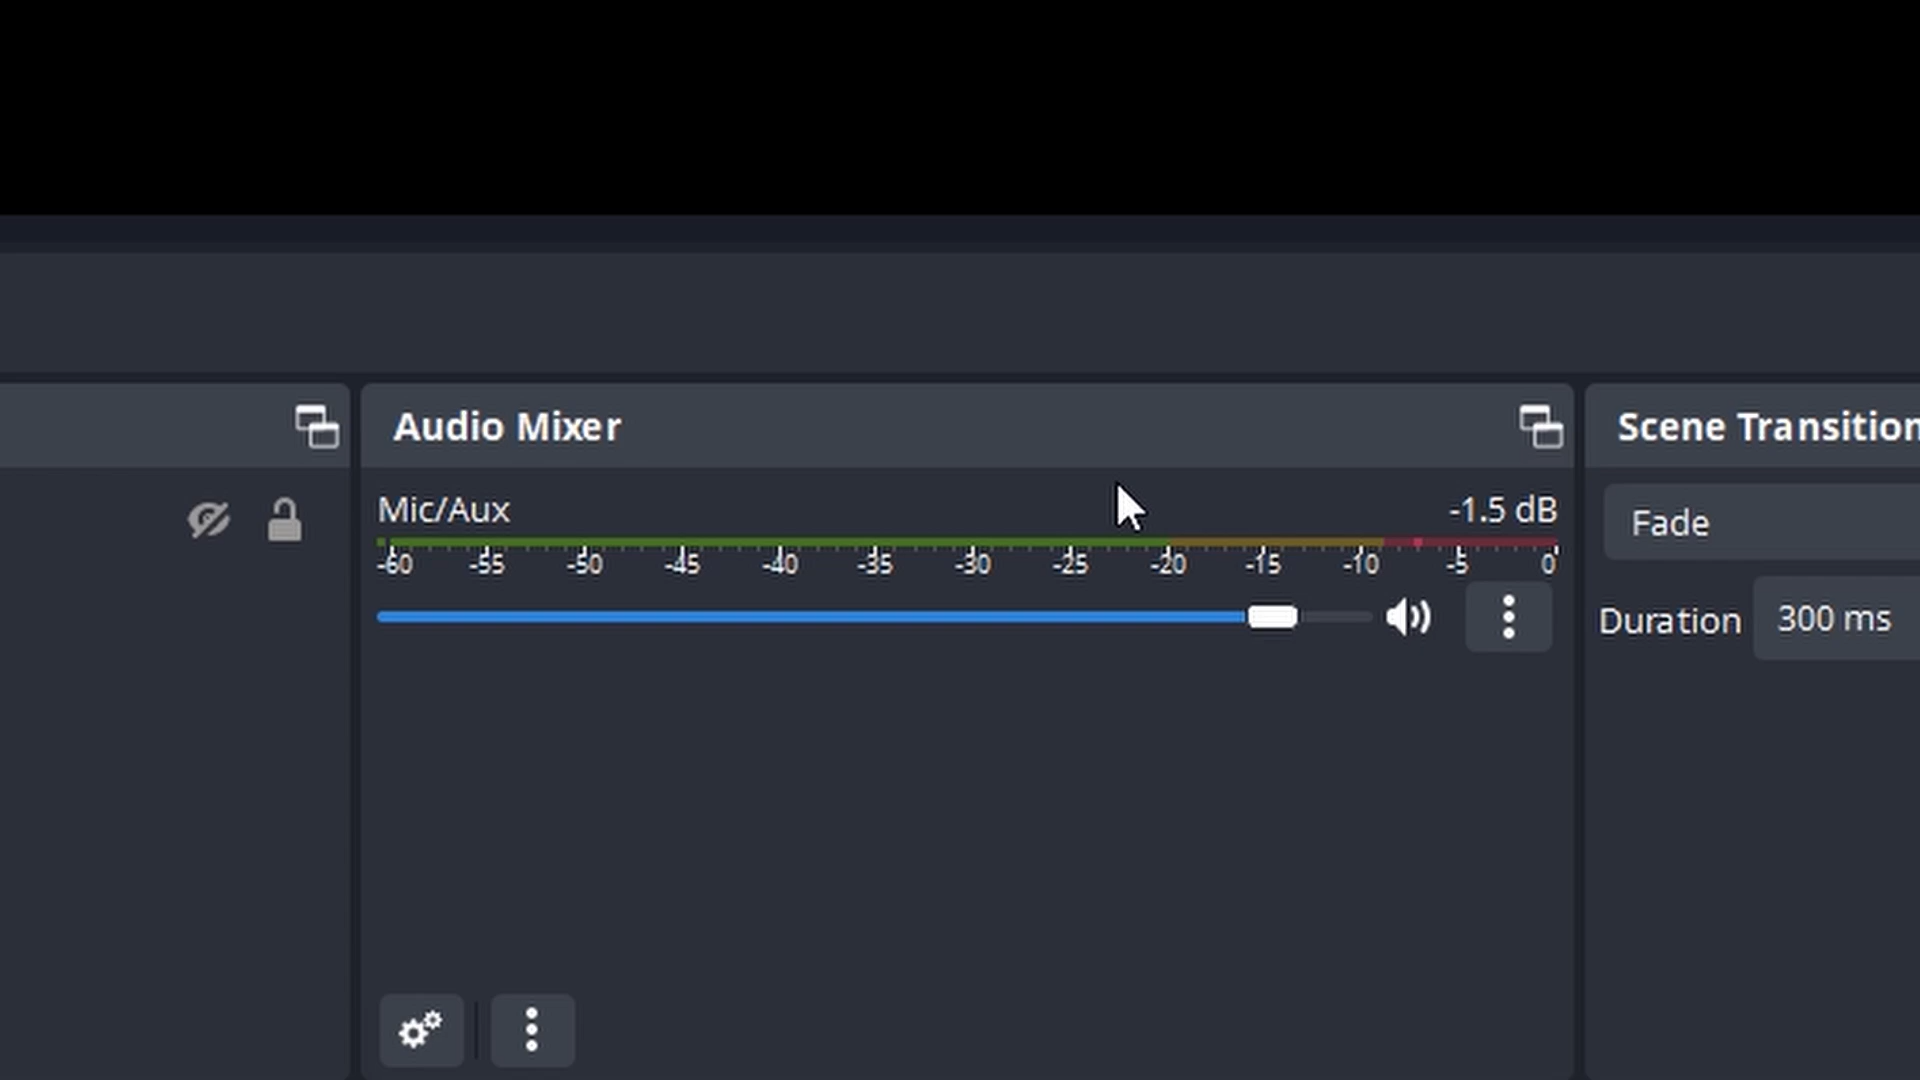 Audio Mixer
Scene Transition
Mic/Aux
-1.5 dB
Fade
-60 -55 -50 -45 -40 -35 -30 -25 -20 -15 -10 -5 0
Duration
300 ms